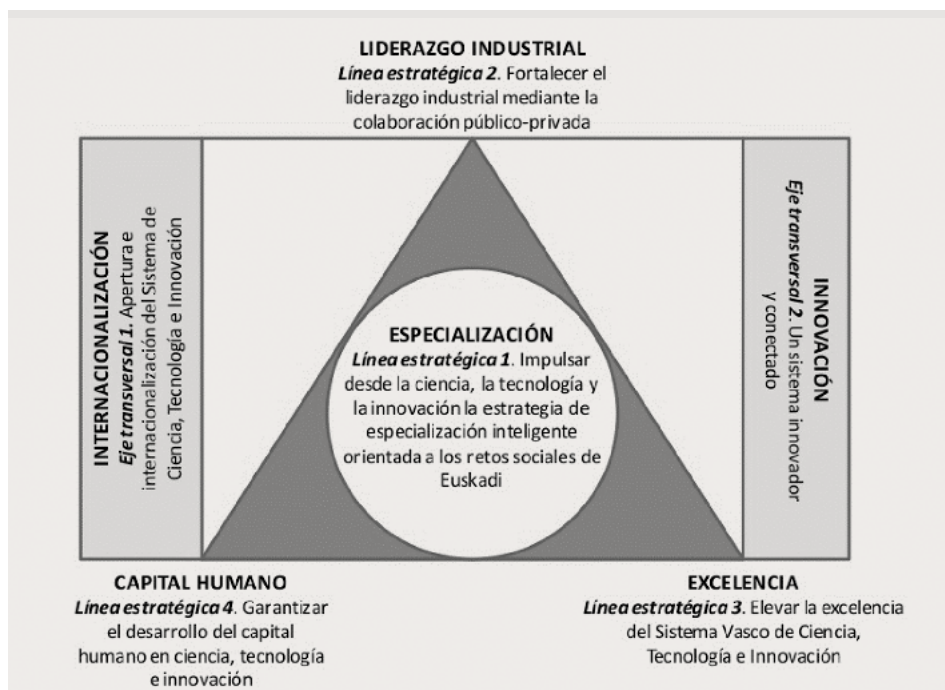 LIDERAZGO INDUSTRIAL
Línea estratégica 2. Fortalecer el
liderazgo industrial mediante la
colaboración público-privada
INTERNACIONALIZACIÓN
Eje transversal 1. Apertura e
internacionalización del Sistema de
Ciencia, Tecnología e Innovación
ESPECIALIZACIÓN
Línea estratégica 1. Impulsar
desde la ciencia, la tecnología y
la innovación la estrategia de
especialización inteligente
orientada a los retos sociales de
Euskadi
INNOVACIÓN
Eje transversal 2. Un sistema innovador
y conectado
CAPITAL HUMANO
Línea estratégica 4. Garantizar
el desarrollo del capital
humano en ciencia, tecnología
e innovación
EXCELENCIA
Línea estratégica 3. Elevar la excelencia
del Sistema Vasco de Ciencia,
Tecnología e Innovación